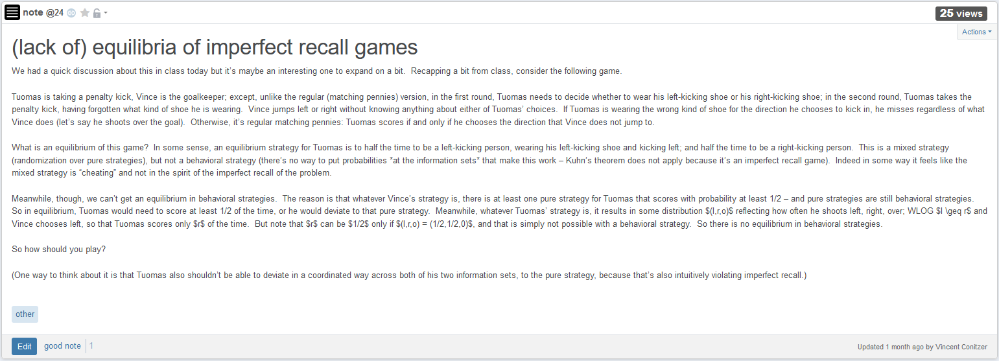 note @24
25 views
Actions
(lack of) equilibria of imperfect recall games
We had a quick discussion about this in class today but it's maybe an interesting one to expand on a bit.  Recapping a bit from class, consider the following game.
Tuomas is taking a penalty kick, Vince is the goalkeeper; except, unlike the regular (matching pennies) version, in the first round, Tuomas needs to decide whether to wear his left-kicking shoe or his right-kicking shoe; in the second round, Tuomas takes the
penalty kick, having forgotten what kind of shoe he is wearing.  Vince jumps left or right without knowing anything about either of Tuomas' choices.  If Tuomas is wearing the wrong kind of shoe for the direction he chooses to kick in, he misses regardless of what
Vince does (let's say he shoots over the goal).  Otherwise, it's regular matching pennies: Tuomas scores if and only if he chooses the direction that Vince does not jump to.
What is an equilibrium of this game?  In some sense, an equilibrium strategy for Tuomas is to half the time to be a left-kicking person, wearing his left-kicking shoe and kicking left; and half the time to be a right-kicking person.  This is a mixed strategy
(randomization over pure strategies), but not a behavioral strategy (there's no way to put probabilities *at the information sets* that make this work – Kuhn's theorem does not apply because it's an imperfect recall game).  Indeed in some way it feels like the
mixed strategy is “cheating” and not in the spirit of the imperfect recall of the problem.
Meanwhile, though, we can't get an equilibrium in behavioral strategies.  The reason is that whatever Vince's strategy is, there is at least one pure strategy for Tuomas that scores with probability at least 1/2 – and pure strategies are still behavioral strategies.
So in equilibrium, Tuomas would need to score at least 1/2 of the time, or he would deviate to that pure strategy.  Meanwhile, whatever Tuomas' strategy is, it results in some distribution $(l,r,o)$ reflecting how often he shoots left, right, over; WLOG $l \geq r$ and
Vince chooses left, so that Tuomas scores only $r$ of the time.  But note that $r$ can be $1/2$ only if $(l,r,o) = (1/2,1/2,0)$, and that is simply not possible with a behavioral strategy.  So there is no equilibrium in behavioral strategies.
So how should you play?
(One way to think about it is that Tuomas also shouldn't be able to deviate in a coordinated way across both of his two information sets, to the pure strategy, because that's also intuitively violating imperfect recall.)
other
Edit
good note
1
Updated 1 month ago by Vincent Conitzer